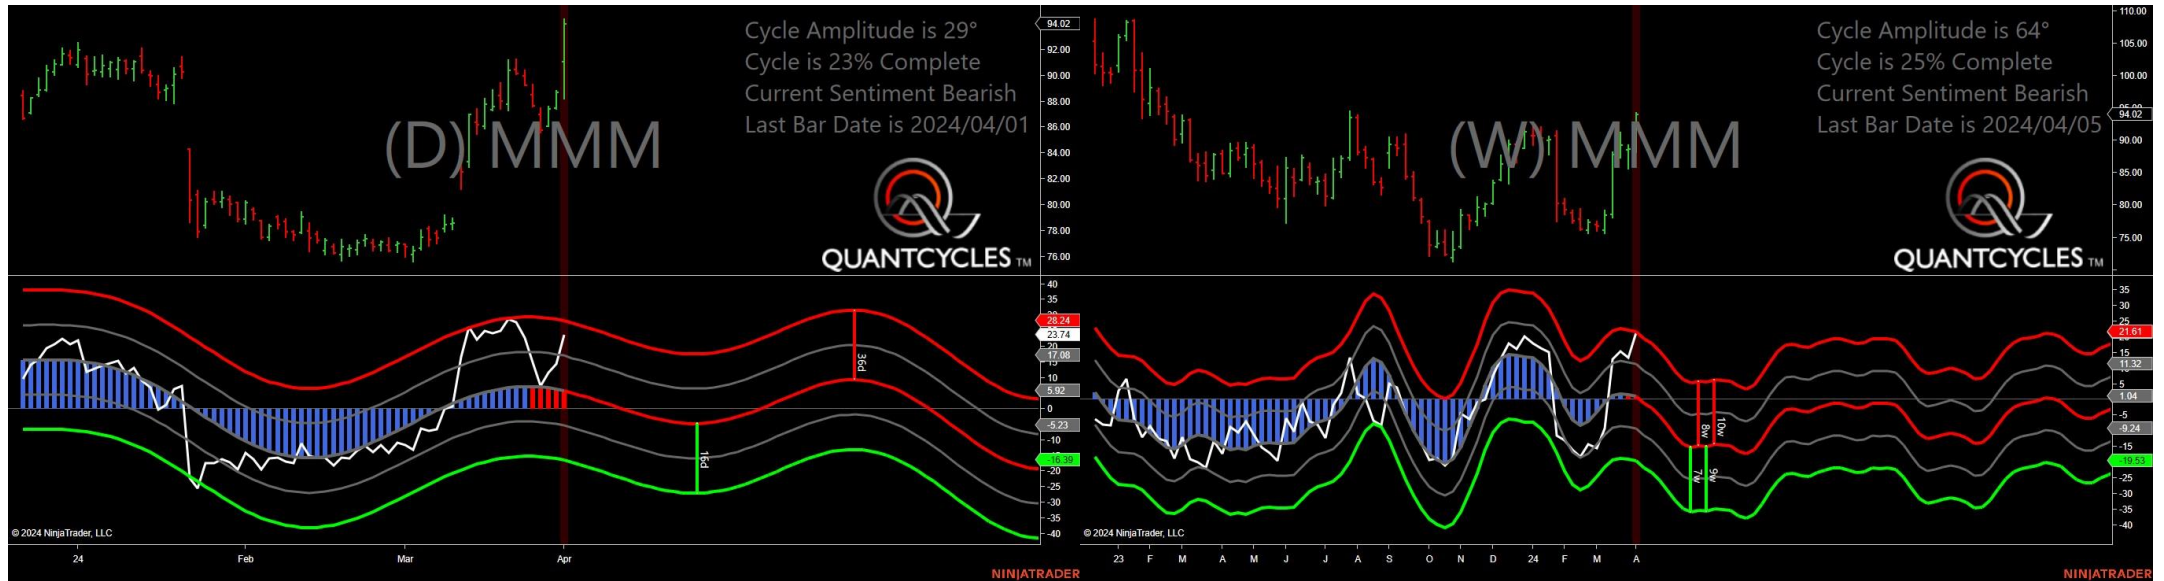 Cycle Amplitude is 29°
Cycle is 23% Complete
Current Sentiment Bearish
Last Bar Date is 2024/04/01
(D) MMM
QUANTCYCLES TM
94.02
92.00
90.00
88.00
86.00
84.00
82.00
80.00
78.00
76.00
40
35
28.24
23.74
20
17.08
10
5.92
0
-5.23
-10
-16.39
-20
-25
-30
-35
-40
36d
16d
© 2024 NinjaTrader, LLC
24 Feb Mar Apr
NINJATRADER
Cycle Amplitude is 64°
Cycle is 25% Complete
Current Sentiment Bearish
Last Bar Date is 2024/04/05
(W) MMM
QUANTCYCLES TM
110.00
105.00
100.00
94.02
90.00
85.00
80.00
75.00
35
30
25
21.61
15
11.32
5
1.04
-5
-9.24
-15
-19.53
-25
-30
-35
-40
8w
10w
7w
9w
© 2024 NinjaTrader, LLC
23 F M A M J J A S O N D 24 F M A
NINJATRADER